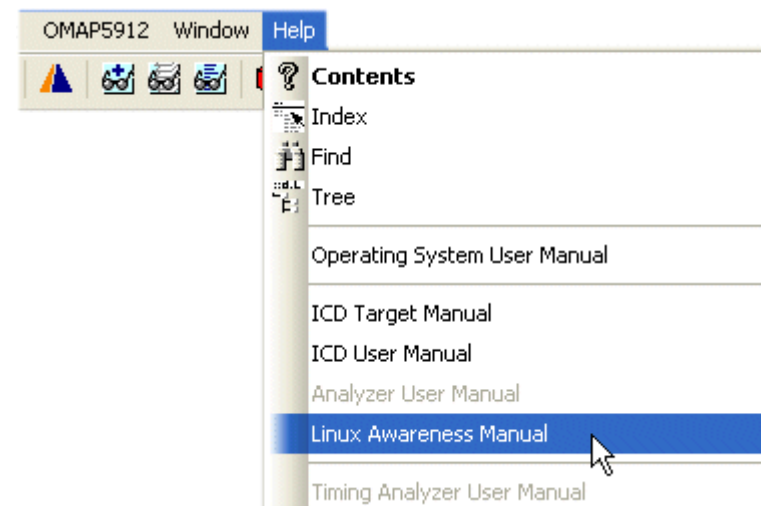 OMAP5912 Window Help
Contents
Index
Find
Tree
Operating System User Manual
ICD Target Manual
ICD User Manual
Analyzer User Manual
Linux Awareness Manual
Timing Analyzer User Manual